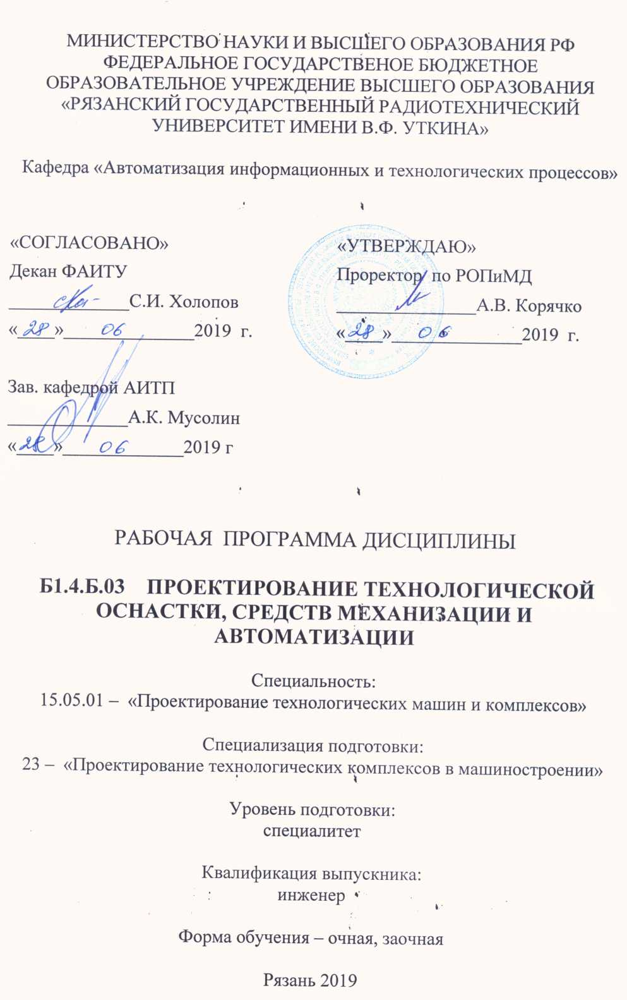 МИНИСТЕРСТВО НАУКИ И ВЫСШЕГО ОБРАЗОВАНИЯ РФ
ФЕДЕРАЛЬНОЕ ГОСУДАРСТВЕНОЕ БЮДЖЕТНОЕ
ОБРАЗОВАТЕЛЬНОЕ УЧРЕЖДЕНИЕ ВЫСШЕГО ОБРАЗОВАНИЯ
«РЯЗАНСКИЙ ГОСУДАРСТВЕННЫЙ РАДИОТЕХНИЧЕСКИЙ
УНИВЕРСИТЕТ ИМЕНИ В.Ф. УТКИНА»
Кафедра «Автоматизация информационных и технологических процессов»
«СОГЛАСОВАНО»
Декан ФАИТУ
С.И. Холопов
«28» 06 2019 г.
«УТВЕРЖДАЮ»
Проректор по РОПиМД
А.В. Корячко
«28» 06 2019 г.
Зав. кафедрой АИТП
А.К. Мусолин
«28» 06 2019 г
РАБОЧАЯ ПРОГРАММА ДИСЦИПЛИНЫ
Б1.4.Б.03 ПРОЕКТИРОВАНИЕ ТЕХНОЛОГИЧЕСКОЙ
ОСНАСТКИ, СРЕДСТВ МЕХАНИЗАЦИИ И
АВТОМАТИЗАЦИИ
Специальность:
15.05.01 – «Проектирование технологических машин и комплексов»
Специализация подготовки:
23 – «Проектирование технологических комплексов в машиностроении»
Уровень подготовки:
специалитет
Квалификация выпускника:
инженер
Форма обучения – очная, заочная
Рязань 2019